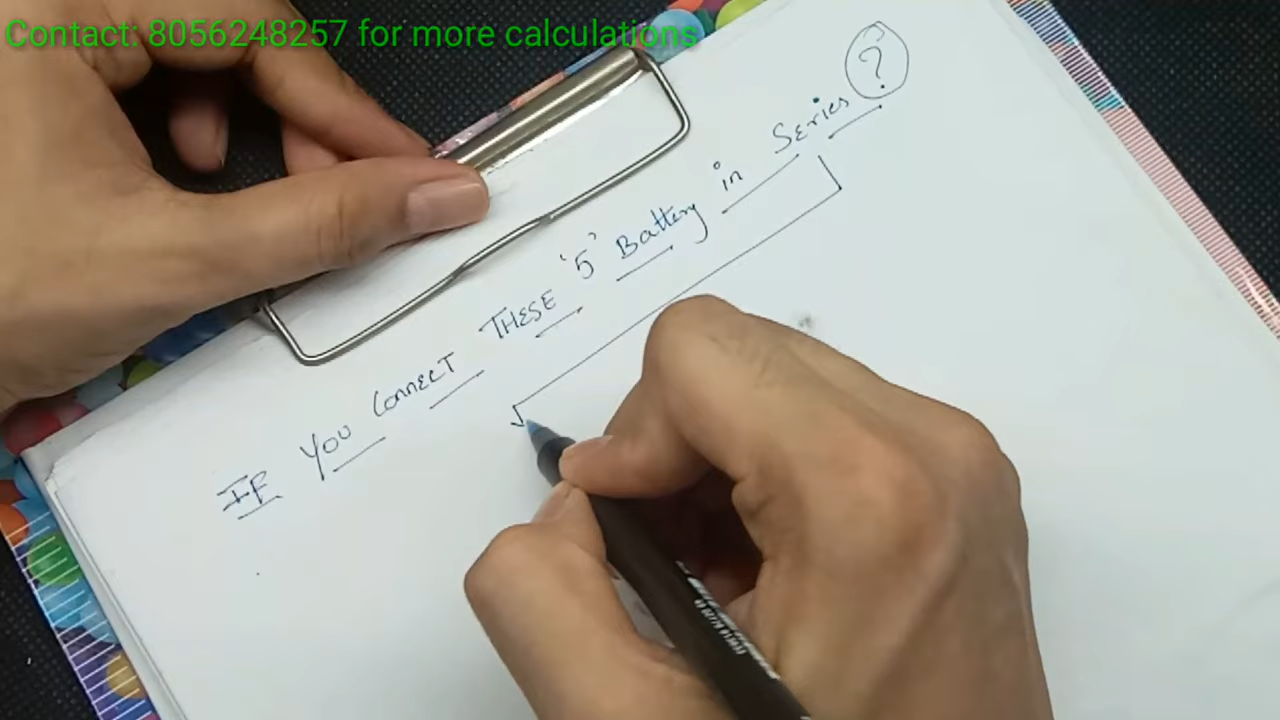 Contact: 8056248257 for more calculations
IF YOU CONNECT THESE '5' Battery in Series ?